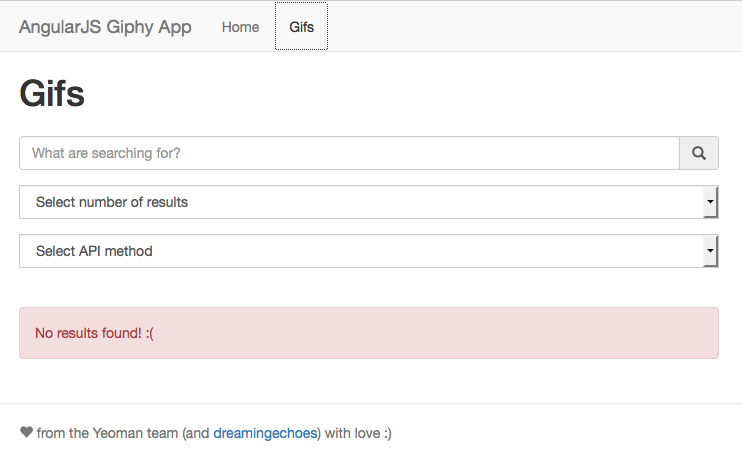 AngularJS Giphy App Home Gifs
Gifs
What are searching for?
Select number of results
Select API method
No results found! :(
♥ from the Yeoman team (and dreamingechoes) with love :)